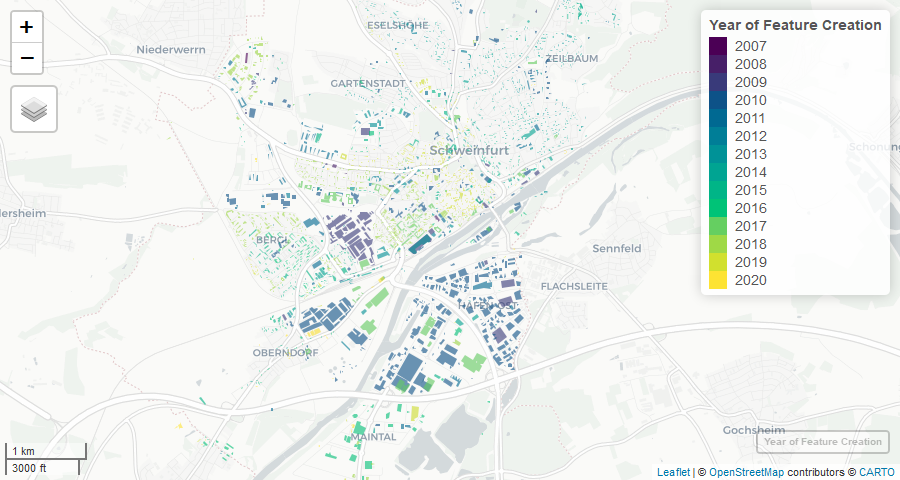 +
−
Niederwerrn
ESELSHÖHE
ZEILBAUM
GARTENSTADT
Schweinfurt
BERGL
Sennfeld
FLACHSLEITE
HAFEN-OST
OBERNDORF
MAINTAL
Gochsheim
Schonung
lersheim
Year of Feature Creation
2007
2008
2009
2010
2011
2012
2013
2014
2015
2016
2017
2018
2019
2020
Year of Feature Creation
1 km
3000 ft
Leaflet | © OpenStreetMap contributors © CARTO